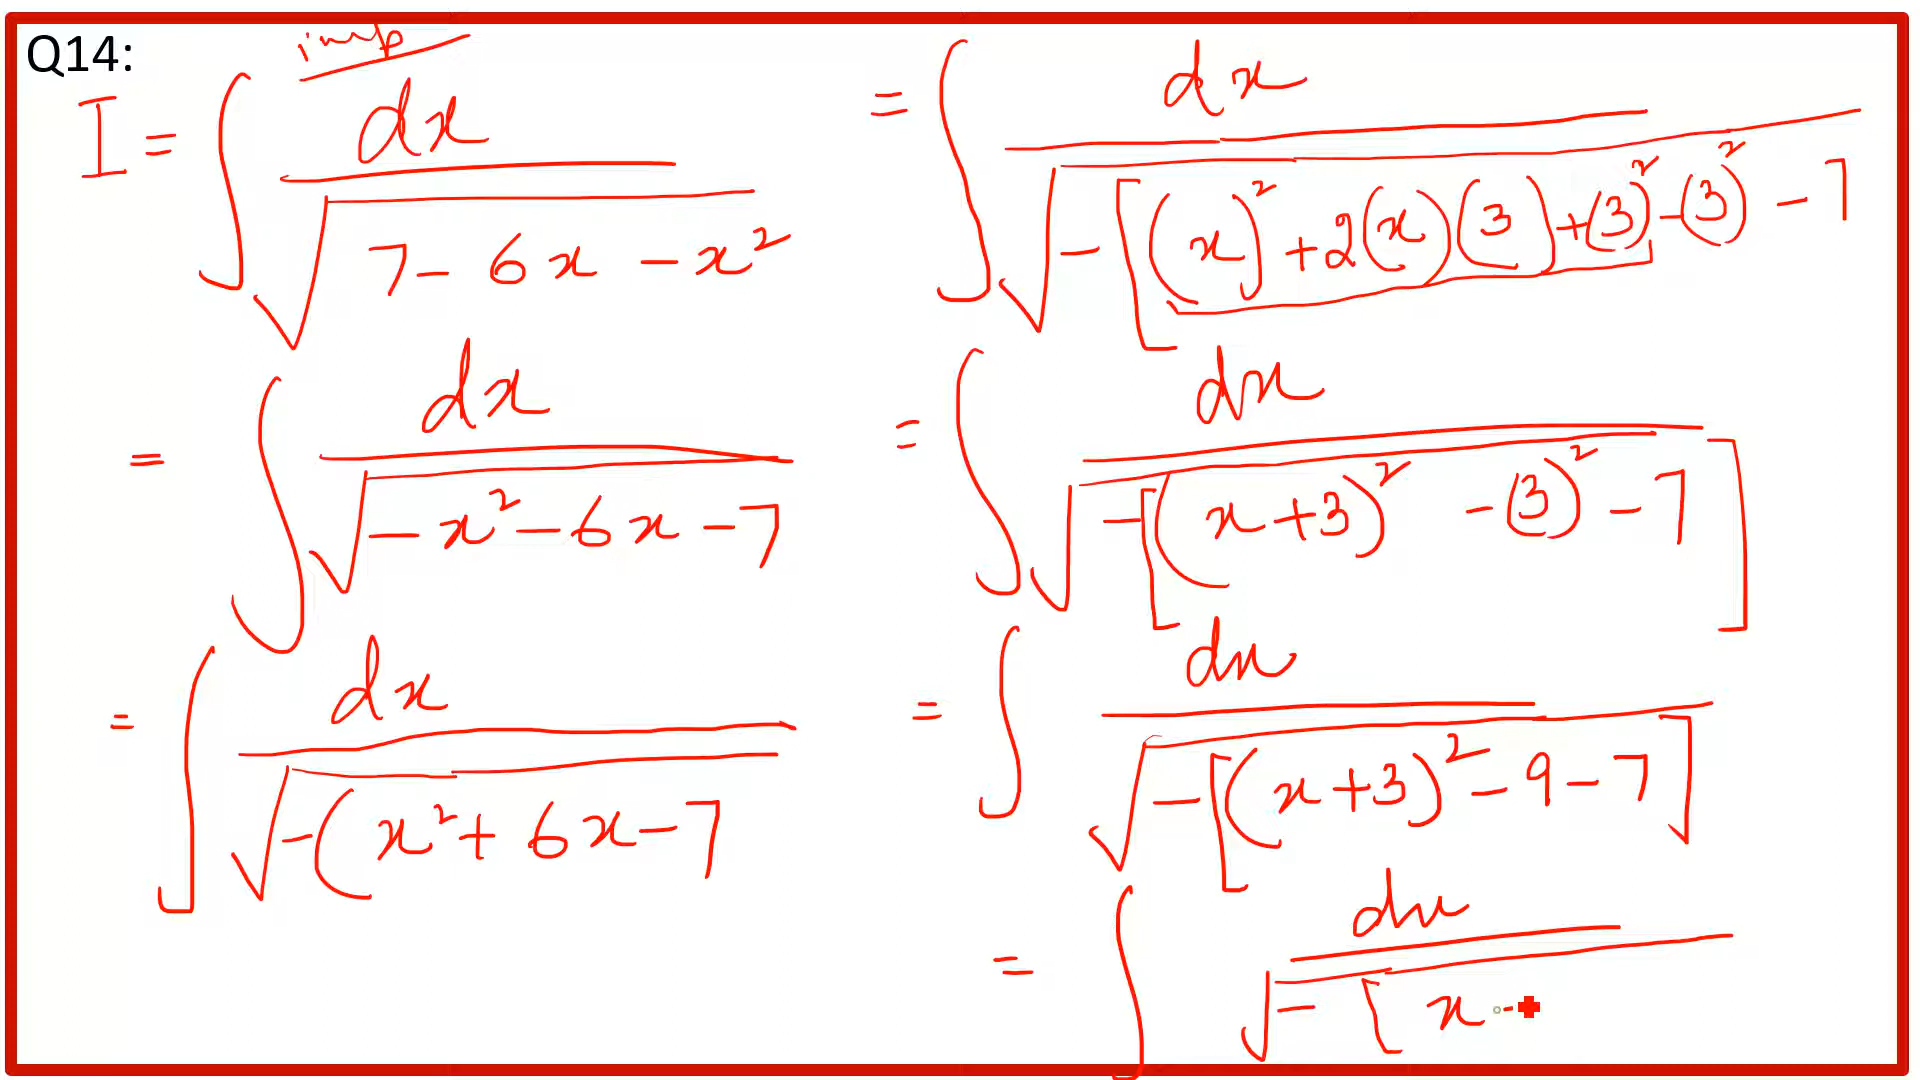 Q14:
imp
I = ∫ dx / √(7 - 6x - x²)
= ∫ dx / √(-x² - 6x - 7)
= ∫ dx / √(-(x² + 6x - 7
= ∫ dx / √(-[(x)² + 2(x)(3) + (3)² - (3)² - 7
= ∫ dx / √(-[(x+3)² - (3)² - 7])
= ∫ dx / √(-[(x+3)² - 9 - 7])
= ∫ dx / √(-[x +